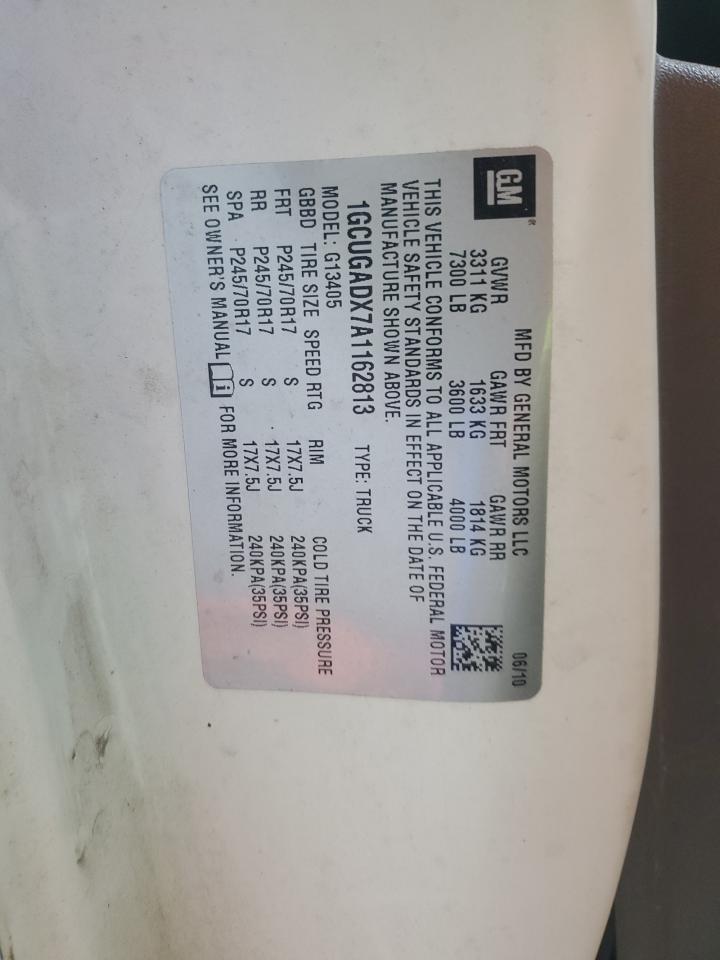 GM®
MFD BY GENERAL MOTORS LLC 06/10
GVWR GAWR FRT GAWR RR
3311 KG 1633 KG 1814 KG
7300 LB 3600 LB 4000 LB
THIS VEHICLE CONFORMS TO ALL APPLICABLE U.S. FEDERAL MOTOR
VEHICLE SAFETY STANDARDS IN EFFECT ON THE DATE OF
MANUFACTURE SHOWN ABOVE.
1GCUGADX7A1162813 TYPE: TRUCK
MODEL: G13405
GBBD TIRE SIZE SPEED RTG RIM COLD TIRE PRESSURE
FRT P245/70R17 S 17X7.5J 240KPA(35PSI)
RR P245/70R17 S 17X7.5J 240KPA(35PSI)
SPA P245/70R17 S 17X7.5J 240KPA(35PSI)
SEE OWNER'S MANUAL i FOR MORE INFORMATION.